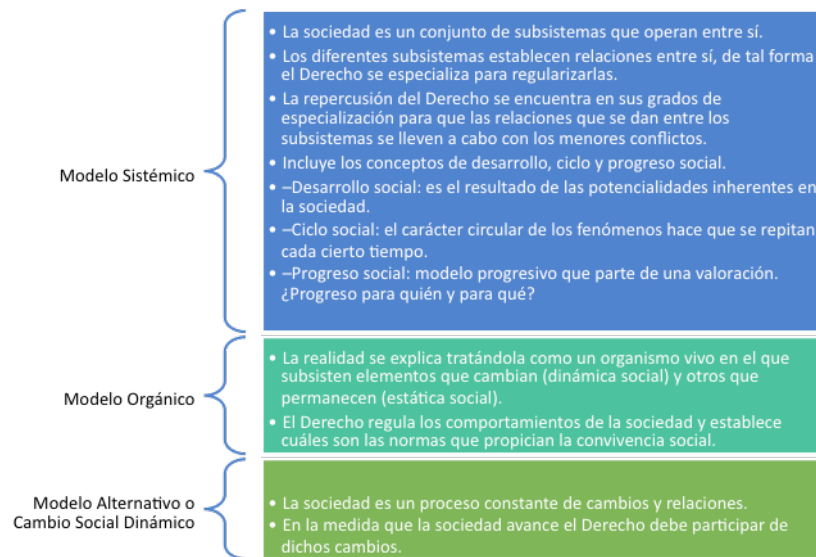 Modelo Sistémico
• La sociedad es un conjunto de subsistemas que operan entre sí.
• Los diferentes subsistemas establecen relaciones entre sí, de tal forma
el Derecho se especializa para regularizarlas.
• La repercusión del Derecho se encuentra en sus grados de
especialización para que las relaciones que se dan entre los
subsistemas se lleven a cabo con los menores conflictos.
• Incluye los conceptos de desarrollo, ciclo y progreso social.
• –Desarrollo social: es el resultado de las potencialidades inherentes en
la sociedad.
• –Ciclo social: el carácter circular de los fenómenos hace que se repitan
cada cierto tiempo.
• –Progreso social: modelo progresivo que parte de una valoración.
¿Progreso para quién y para qué?
Modelo Orgánico
• La realidad se explica tratándola como un organismo vivo en el que
subsisten elementos que cambian (dinámica social) y otros que
permanecen (estática social).
• El Derecho regula los comportamientos de la sociedad y establece
cuáles son las normas que propician la convivencia social.
Modelo Alternativo o
Cambio Social Dinámico
• La sociedad es un proceso constante de cambios y relaciones.
• En la medida que la sociedad avance el Derecho debe participar de
dichos cambios.